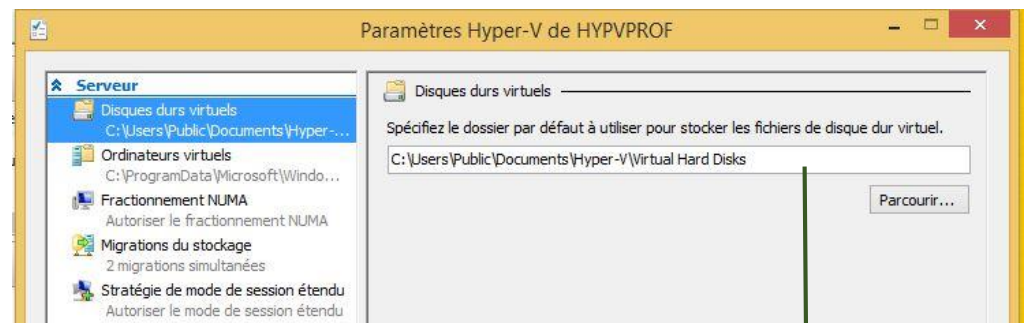 Paramètres Hyper-V de HYPVPROF
Serveur
Disques durs virtuels
C:\Users\Public\Documents\Hyper-...
Ordinateurs virtuels
C:\ProgramData\Microsoft\Windo...
Fractionnement NUMA
Autoriser le fractionnement NUMA
Migrations du stockage
2 migrations simultanées
Stratégie de mode de session étendu
Autoriser le mode de session étendu
Disques durs virtuels
Spécifiez le dossier par défaut à utiliser pour stocker les fichiers de disque dur virtuel.
C:\Users\Public\Documents\Hyper-V\Virtual Hard Disks
Parcourir...